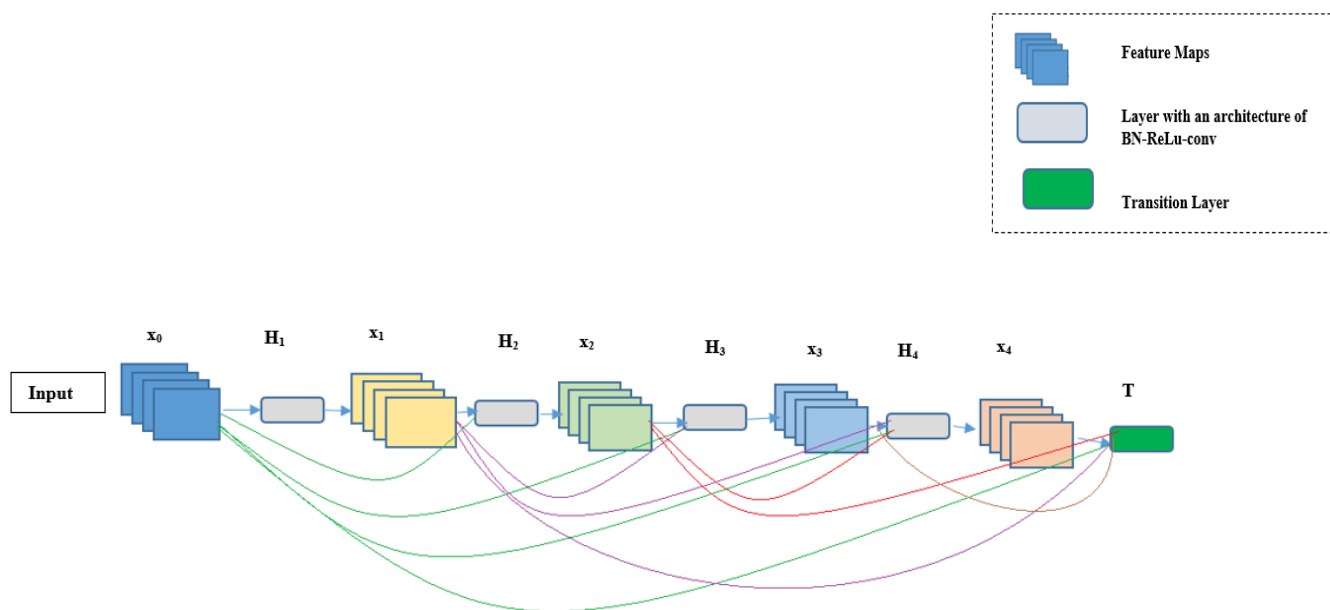 Feature Maps
Layer with an architecture of
BN-ReLu-conv
Transition Layer
x₀
H₁
x₁
H₂
x₂
H₃
x₃
H₄
x₄
T
Input